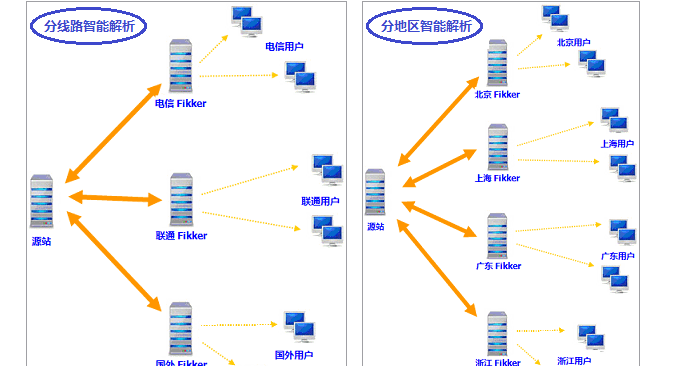 分线路智能解析
电信用户
电信 Fikker
联通用户
联通 Fikker
源站
国外用户
国外 Fikker
分地区智能解析
北京用户
北京 Fikker
上海用户
上海 Fikker
源站
广东用户
广东 Fikker
浙江用户
浙江 Fikker